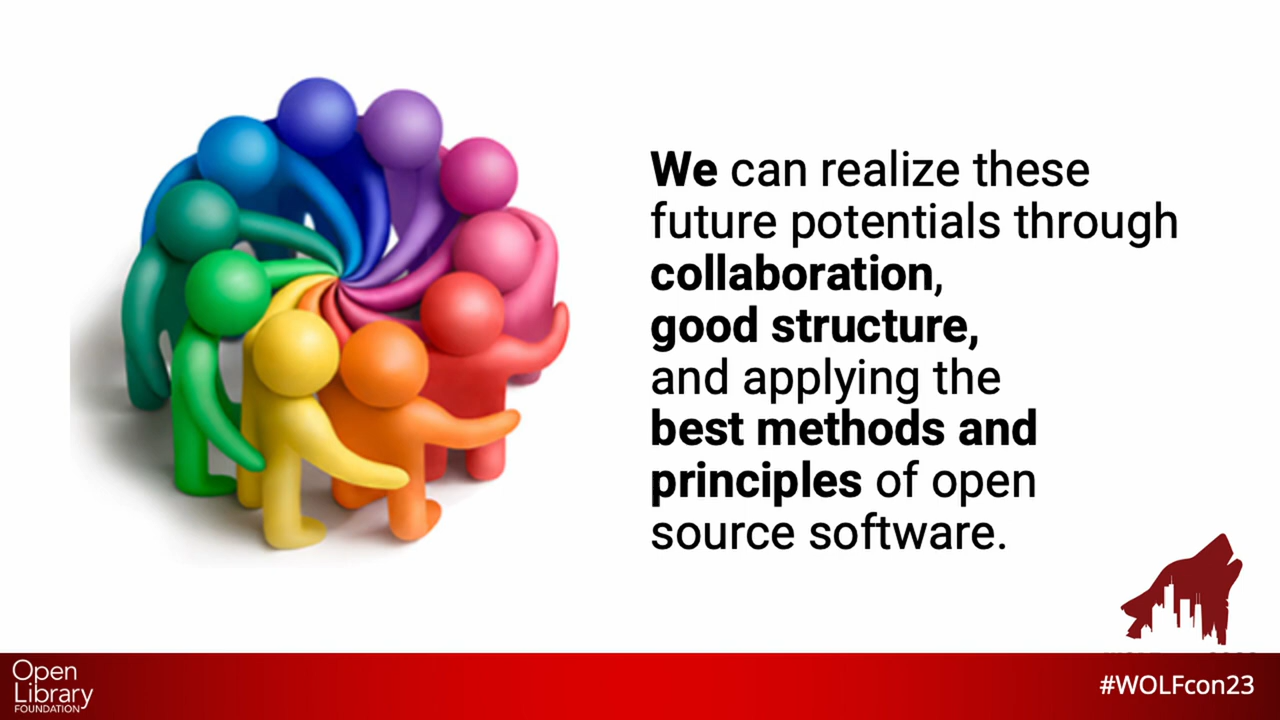 We can realize these
future potentials through
collaboration,
good structure,
and applying the
best methods and
principles of open
source software.
Open
Library
FOUNDATION
#WOLFcon23